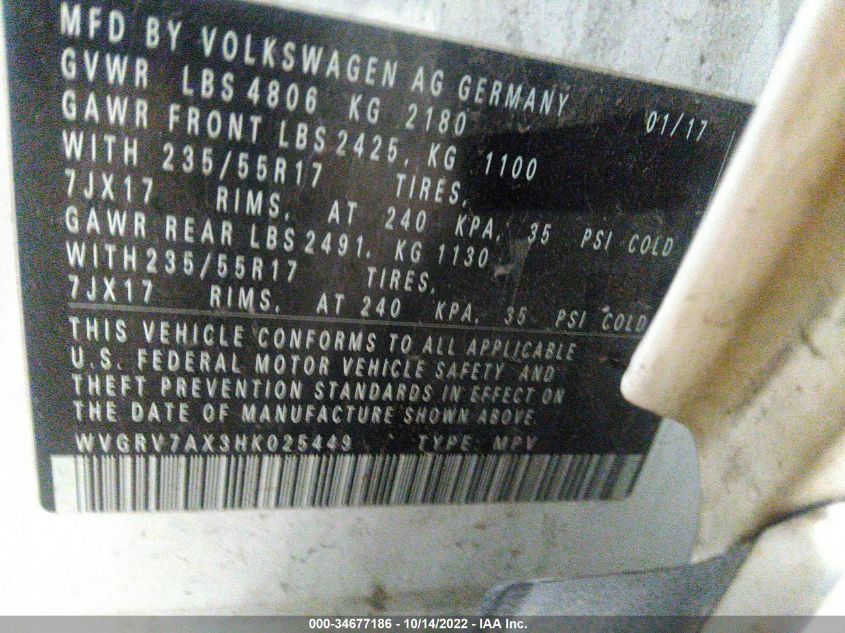 MFD BY VOLKSWAGEN AG GERMANY
GVWR LBS 4806 KG 2180 01/17
GAWR FRONT LBS 2425, KG 1100
WITH 235/55R17 TIRES,
7JX17 RIMS, AT 240 KPA, 35 PSI COLD
GAWR REAR LBS 2491, KG 1130
WITH 235/55R17 TIRES,
7JX17 RIMS, AT 240 KPA, 35 PSI COLD
THIS VEHICLE CONFORMS TO ALL APPLICABLE
U.S. FEDERAL MOTOR VEHICLE SAFETY AND
THEFT PREVENTION STANDARDS IN EFFECT ON
THE DATE OF MANUFACTURE SHOWN ABOVE.
WVGRV7AX3HK025449 TYPE: MPV
000-34677186 - 10/14/2022 - IAA Inc.